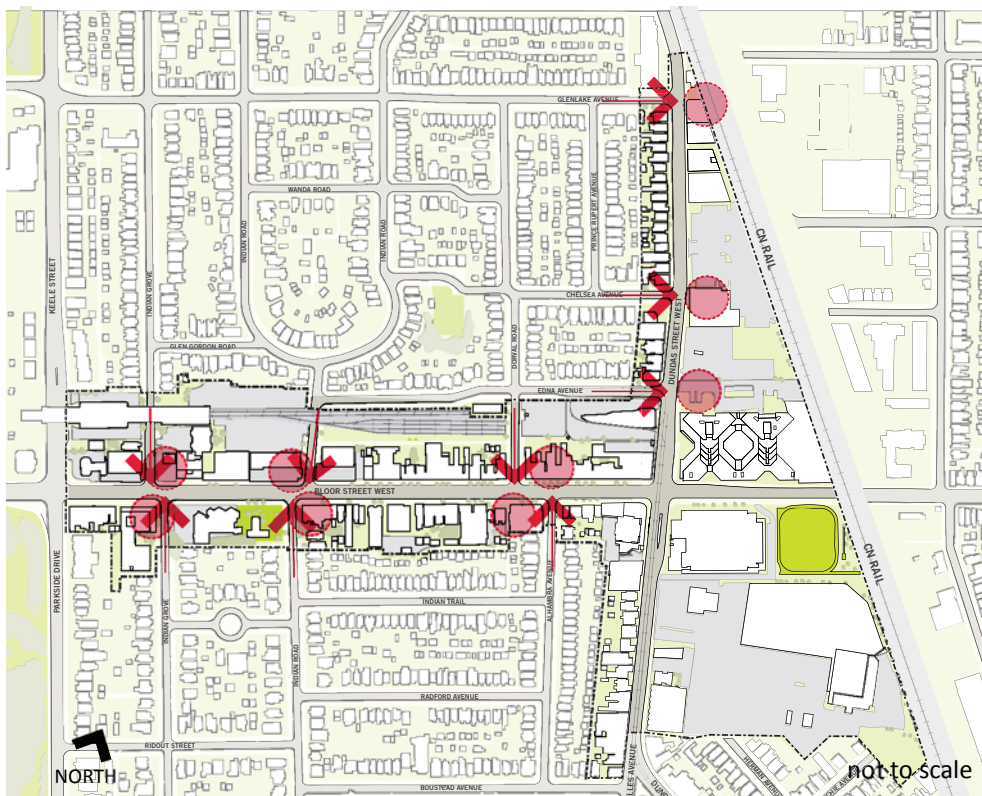 GLENLAKE AVENUE
WANDA ROAD
PRINCE RUPERT AVENUE
INDIAN ROAD
INDIAN ROAD
CN RAIL
KEELE STREET
INDIAN GROVE
CHELSEA AVENUE
DUNDAS STREET WEST
GLEN GORDON ROAD
DORVAL ROAD
EDNA AVENUE
BLOOR STREET WEST
PARKSIDE DRIVE
CN RAIL
INDIAN GROVE
INDIAN TRAIL
ALHAMBRA AVENUE
INDIAN ROAD
RADFORD AVENUE
RIDOUT STREET
NORTH
BOUSTEAD AVENUE
HERMAN AVENUE
not to scale